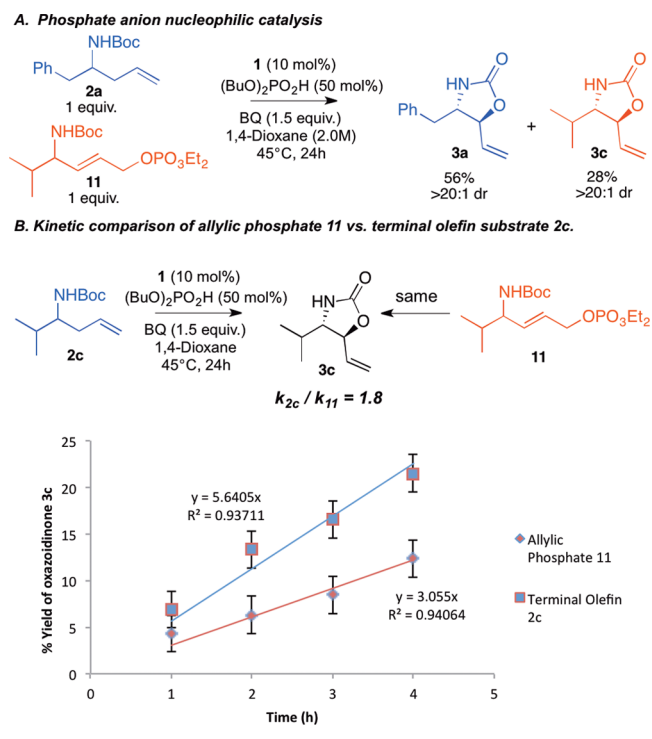 A. Phosphate anion nucleophilic catalysis
NHBoc
Ph
2a
1 equiv.
NHBoc
OPO3Et2
11
1 equiv.
1 (10 mol%)
(BuO)2PO2H (50 mol%)
BQ (1.5 equiv.)
1,4-Dioxane (2.0M)
45°C, 24h
O
HN
O
Ph
3a
56%
>20:1 dr
+
O
HN
O
3c
28%
>20:1 dr
B. Kinetic comparison of allylic phosphate 11 vs. terminal olefin substrate 2c.
NHBoc
2c
1 (10 mol%)
(BuO)2PO2H (50 mol%)
BQ (1.5 equiv.)
1,4-Dioxane
45°C, 24h
O
HN
O
3c
same
NHBoc
OPO3Et2
11
k2c / k11 = 1.8
25
20
15
10
5
0
% Yield of oxazoidinone 3c
y = 5.6405x
R² = 0.93711
y = 3.055x
R² = 0.94064
Allylic
Phosphate 11
Terminal Olefin
2c
0 1 2 3 4 5
Time (h)